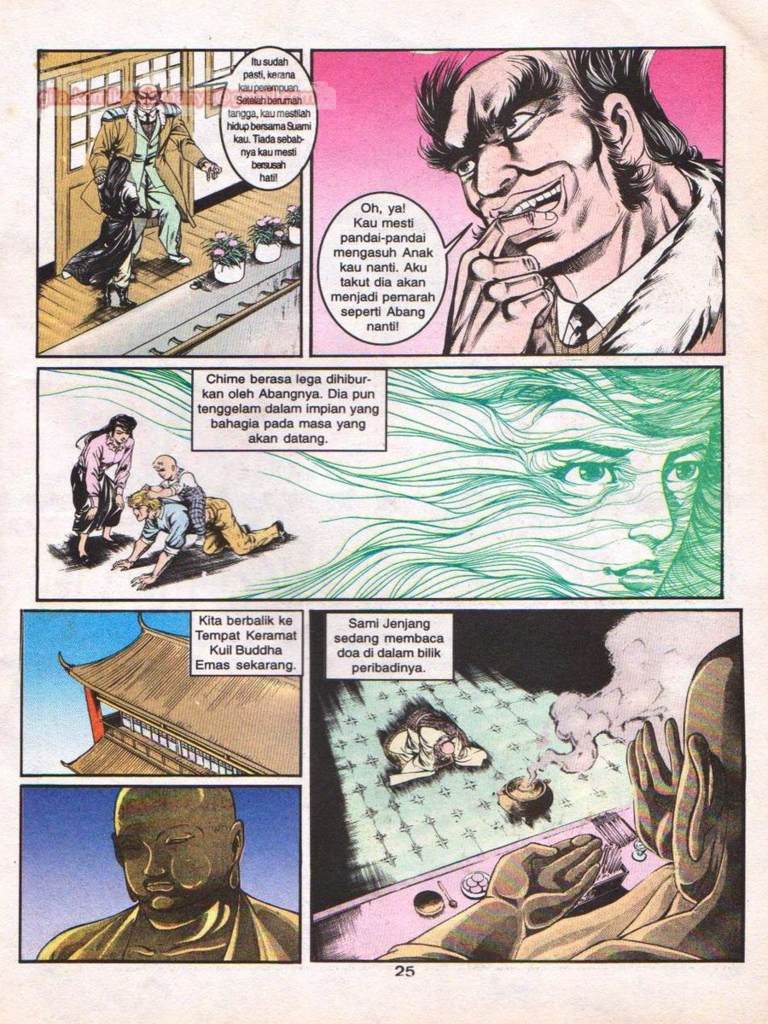 Itu sudah
pasti, kerana
kau perempuan.
Setelah berumah
tangga, kau mestilah
hidup bersama Suami
kau. Tiada sebab-
nya kau mesti
bersusah
hati!
Oh, ya!
Kau mesti
pandai-pandai
mengasuh Anak
kau nanti. Aku
takut dia akan
menjadi pemarah
seperti Abang
nanti!
Chime berasa lega dihibur-
kan oleh Abangnya. Dia pun
tenggelam dalam impian yang
bahagia pada masa yang
akan datang.
Kita berbalik ke
Tempat Keramat
Kuil Buddha
Emas sekarang.
Sami Jenjang
sedang membaca
doa di dalam bilik
peribadinya.
25